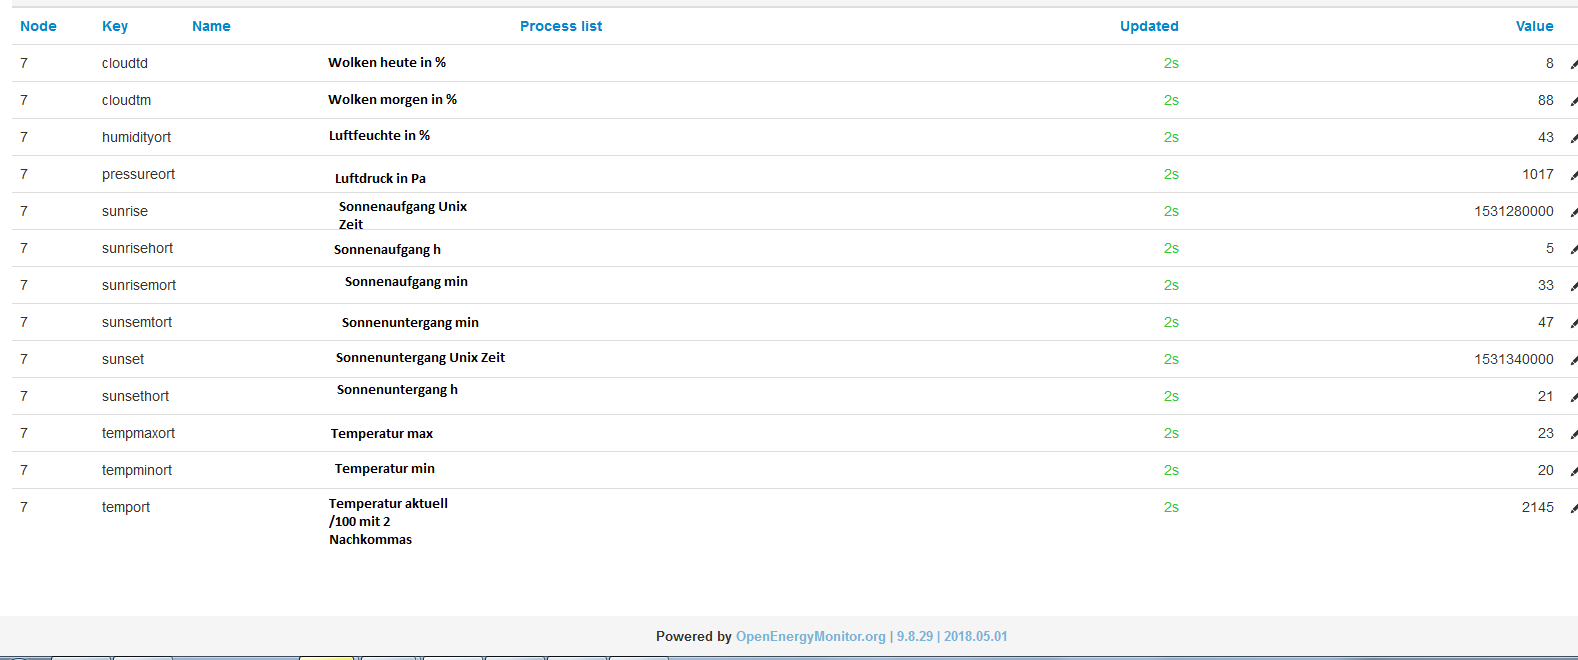 Node Key Name Process list Updated Value
7 cloudtd Wolken heute in % 2s 8
7 cloudtm Wolken morgen in % 2s 88
7 humidityort Luftfeuchte in % 2s 43
7 pressureort Luftdruck in Pa 2s 1017
7 sunrise Sonnenaufgang Unix 2s 1531280000
Zeit
7 sunrisehort Sonnenaufgang h 2s 5
7 sunrisemort Sonnenaufgang min 2s 33
7 sunsemtort Sonnenuntergang min 2s 47
7 sunset Sonnenuntergang Unix Zeit 2s 1531340000
7 sunsethort Sonnenuntergang h 2s 21
7 tempmaxort Temperatur max 2s 23
7 tempminort Temperatur min 2s 20
7 temport Temperatur aktuell 2s 2145
/100 mit 2
Nachkommas
Powered by OpenEnergyMonitor.org | 9.8.29 | 2018.05.01